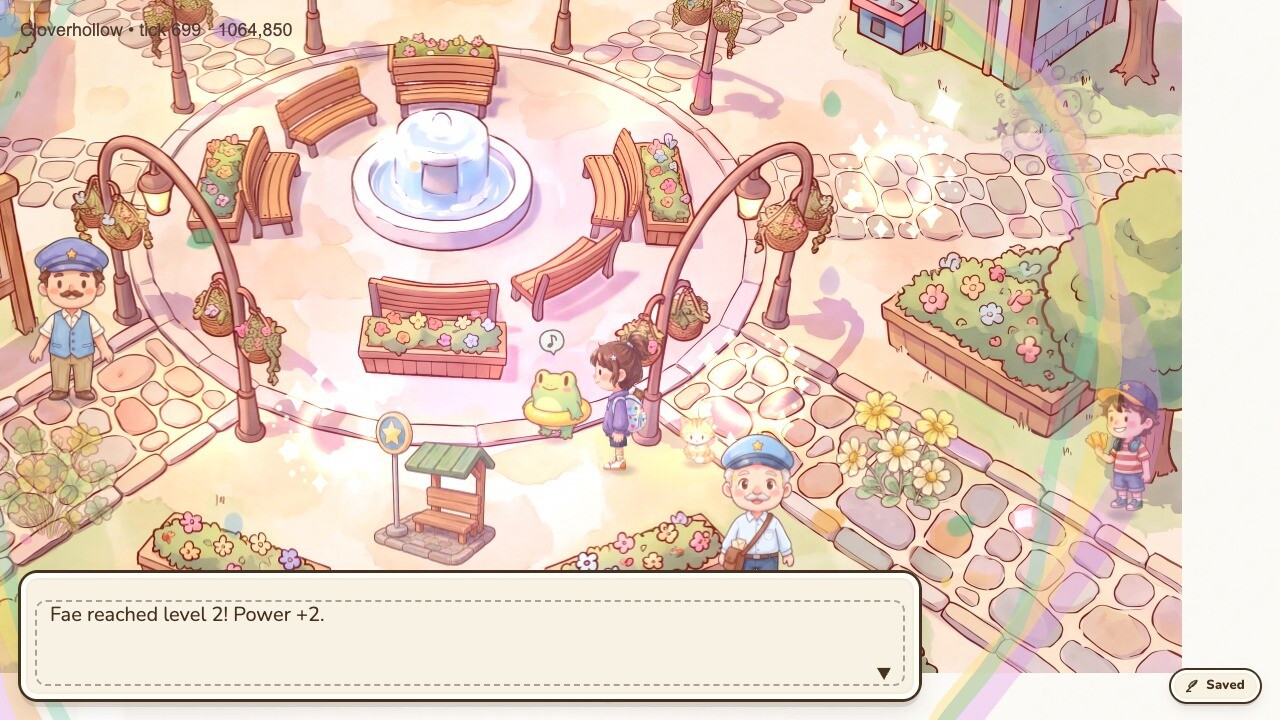 Cloverhollow • tick 699 • 1064,850
Fae reached level 2! Power +2.
Saved